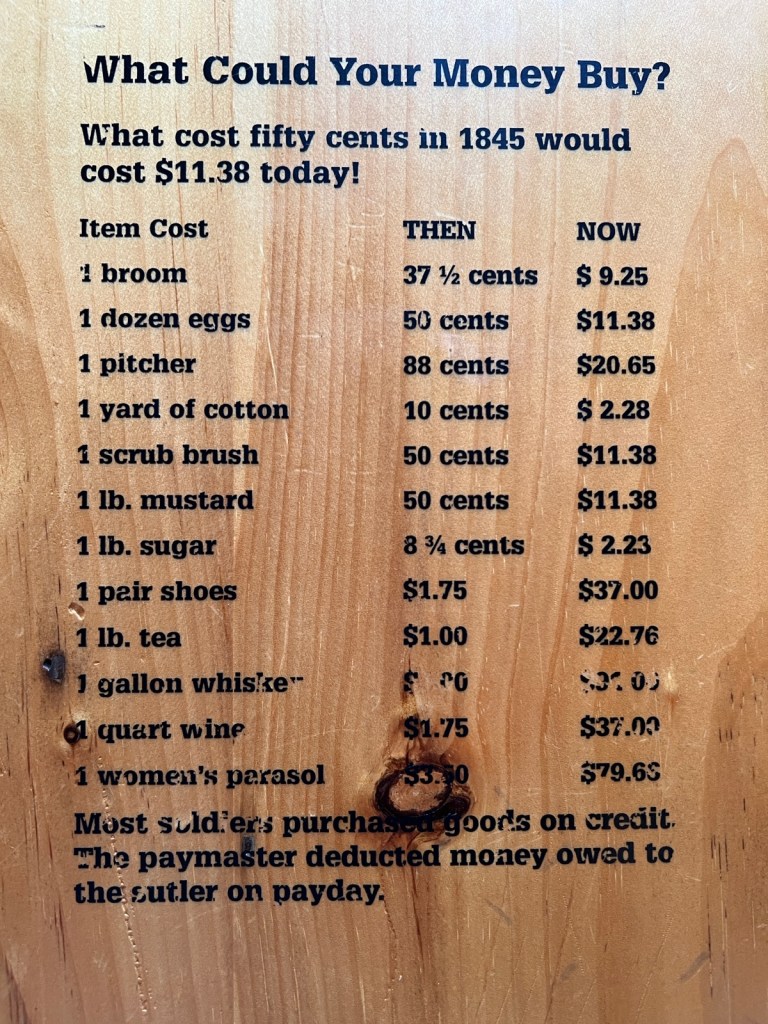 What Could Your Money Buy?
What cost fifty cents in 1845 would
cost $11.38 today!
Item Cost THEN NOW
1 broom 37 ½ cents $ 9.25
1 dozen eggs 50 cents $11.38
1 pitcher 88 cents $20.65
1 yard of cotton 10 cents $ 2.28
1 scrub brush 50 cents $11.38
1 lb. mustard 50 cents $11.38
1 lb. sugar 8 ¾ cents $ 2.23
1 pair shoes $1.75 $37.00
1 lb. tea $1.00 $22.76
1 gallon whiskey
1 quart wine $1.75 $37.00
1 women's parasol $3.50
Most soldiers purchased goods on credit.
The paymaster deducted money owed to
the sutler on payday.